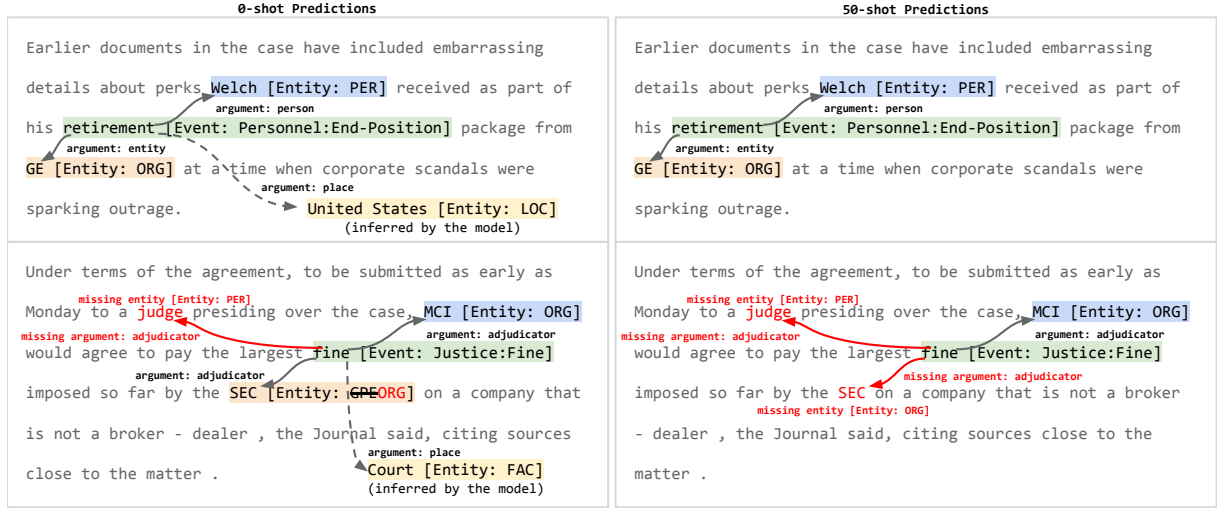 0-shot Predictions
Earlier documents in the case have included embarrassing
details about perks Welch [Entity: PER] received as part of
argument: person
his retirement [Event: Personnel:End-Position] package from
argument: entity
GE [Entity: ORG] at a time when corporate scandals were
argument: place
sparking outrage.
United States [Entity: LOC]
(inferred by the model)
Under terms of the agreement, to be submitted as early as
missing entity [Entity: PER]
Monday to a judge presiding over the case, MCI [Entity: ORG]
missing argument: adjudicator
argument: adjudicator
would agree to pay the largest fine [Event: Justice:Fine]
argument: adjudicator
imposed so far by the SEC [Entity: GPEORG] on a company that
is not a broker - dealer , the Journal said, citing sources
argument: place
close to the matter .
Court [Entity: FAC]
(inferred by the model)
50-shot Predictions
Earlier documents in the case have included embarrassing
details about perks Welch [Entity: PER] received as part of
argument: person
his retirement [Event: Personnel:End-Position] package from
argument: entity
GE [Entity: ORG] at a time when corporate scandals were
sparking outrage.
Under terms of the agreement, to be submitted as early as
missing entity [Entity: PER]
Monday to a judge presiding over the case, MCI [Entity: ORG]
missing argument: adjudicator
argument: adjudicator
would agree to pay the largest fine [Event: Justice:Fine]
missing argument: adjudicator
imposed so far by the SEC on a company that is not a broker
missing entity [Entity: ORG]
- dealer , the Journal said, citing sources close to the
matter .